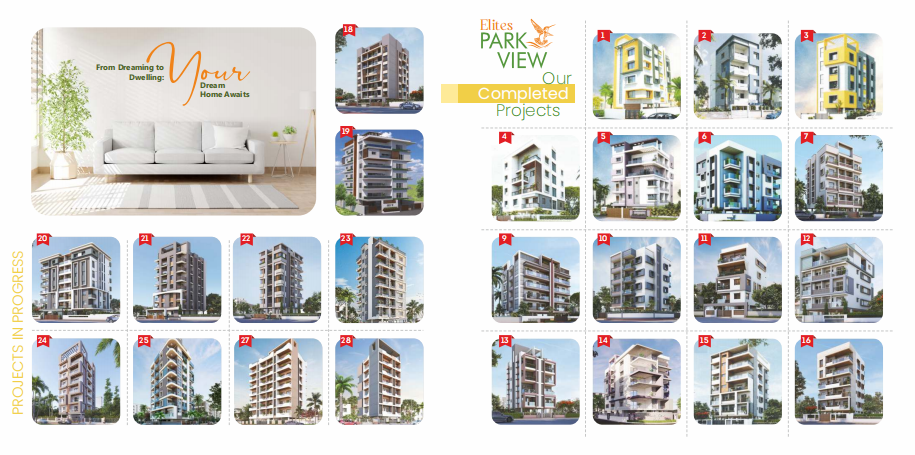 From Dreaming to
Dwelling:
Your
Dream
Home Awaits
18
19
20
21
22
23
24
25
27
28
PROJECTS IN PROGRESS
Elites
PARK
VIEW
Our
Completed
Projects
1
2
3
4
5
6
7
9
10
11
12
13
14
15
16